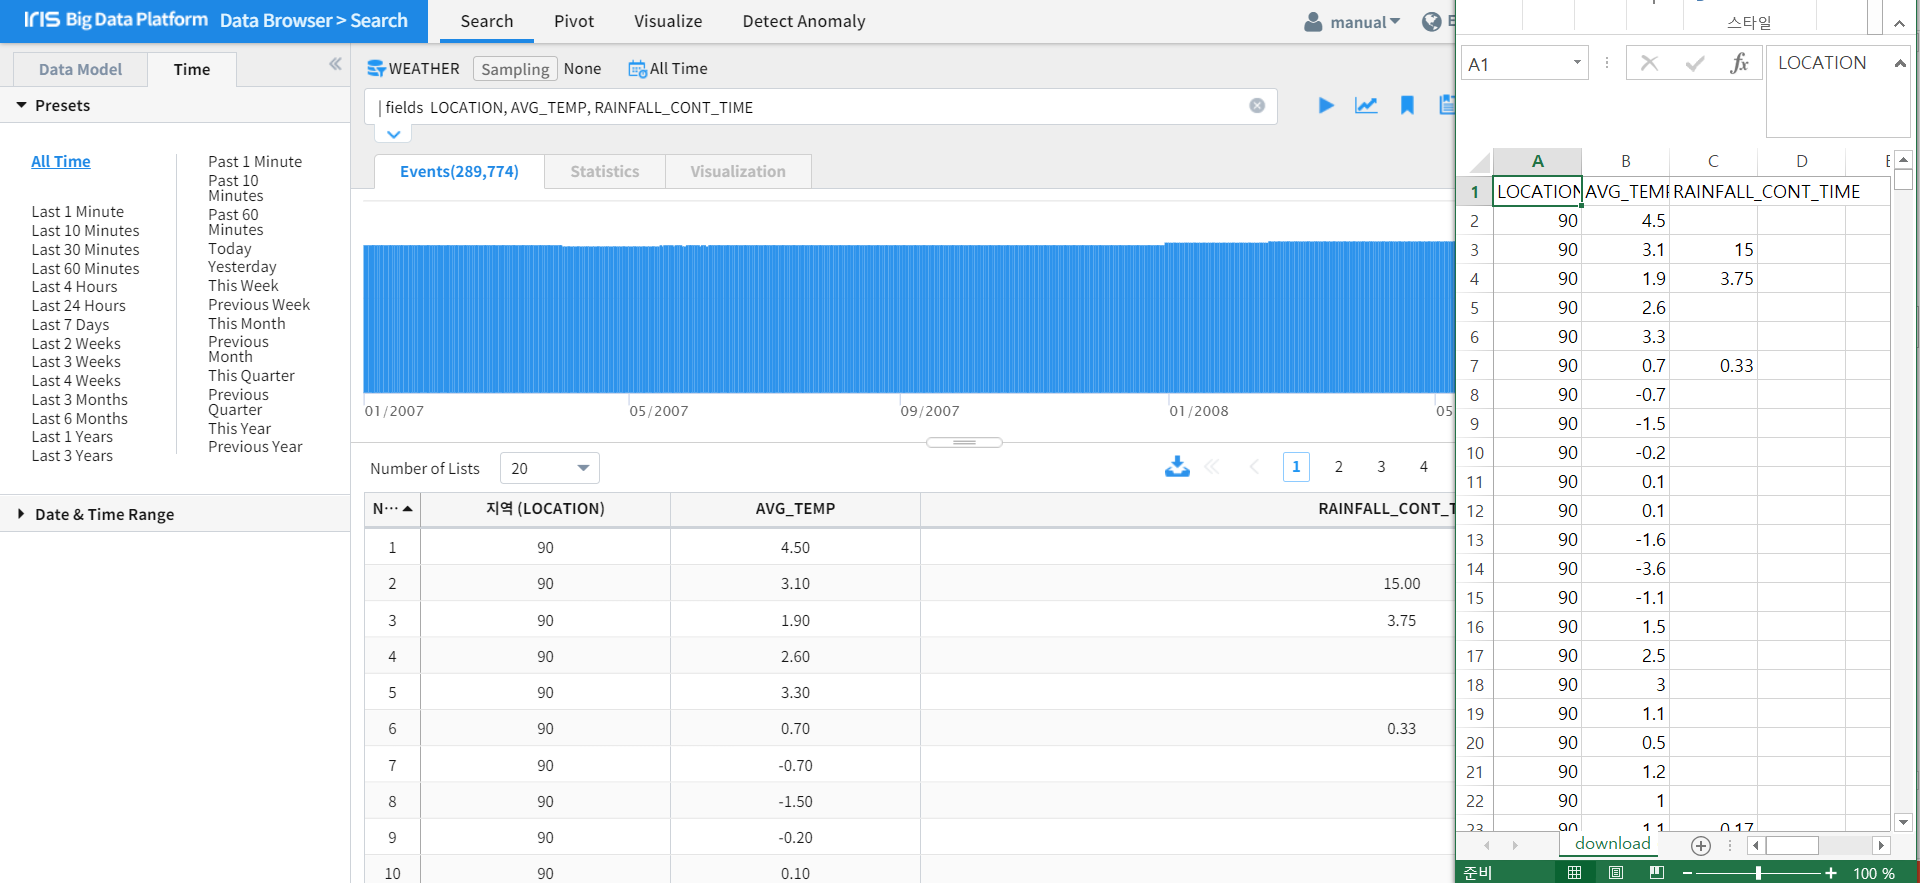 IRIS Big Data Platform Data Browser > Search
Search Pivot Visualize Detect Anomaly
manual
Data Model Time
Presets
All Time
Last 1 Minute
Last 10 Minutes
Last 30 Minutes
Last 60 Minutes
Last 4 Hours
Last 24 Hours
Last 7 Days
Last 2 Weeks
Last 3 Weeks
Last 4 Weeks
Last 3 Months
Last 6 Months
Last 1 Years
Last 3 Years
Past 1 Minute
Past 10
Minutes
Past 60
Minutes
Today
Yesterday
This Week
Previous Week
This Month
Previous
Month
This Quarter
Previous
Quarter
This Year
Previous Year
Date & Time Range
WEATHER Sampling None All Time
| fields LOCATION, AVG_TEMP, RAINFALL_CONT_TIME
Events(289,774) Statistics Visualization
01/2007 05/2007 09/2007 01/2008 05
Number of Lists 20 1 2 3 4
N... 지역 (LOCATION) AVG_TEMP RAINFALL_CONT_T
1 90 4.50
2 90 3.10 15.00
3 90 1.90 3.75
4 90 2.60
5 90 3.30
6 90 0.70 0.33
7 90 -0.70
8 90 -1.50
9 90 -0.20
10 90 0.10
스타일
A1 fx LOCATION
A B C D
1 LOCATION AVG_TEMP RAINFALL_CONT_TIME
2 90 4.5
3 90 3.1 15
4 90 1.9 3.75
5 90 2.6
6 90 3.3
7 90 0.7 0.33
8 90 -0.7
9 90 -1.5
10 90 -0.2
11 90 0.1
12 90 0.1
13 90 -1.6
14 90 -3.6
15 90 -1.1
16 90 1.5
17 90 2.5
18 90 3
19 90 1.1
20 90 0.5
21 90 1.2
22 90 1
23 90 1.1 0.17
download
준비 100 %